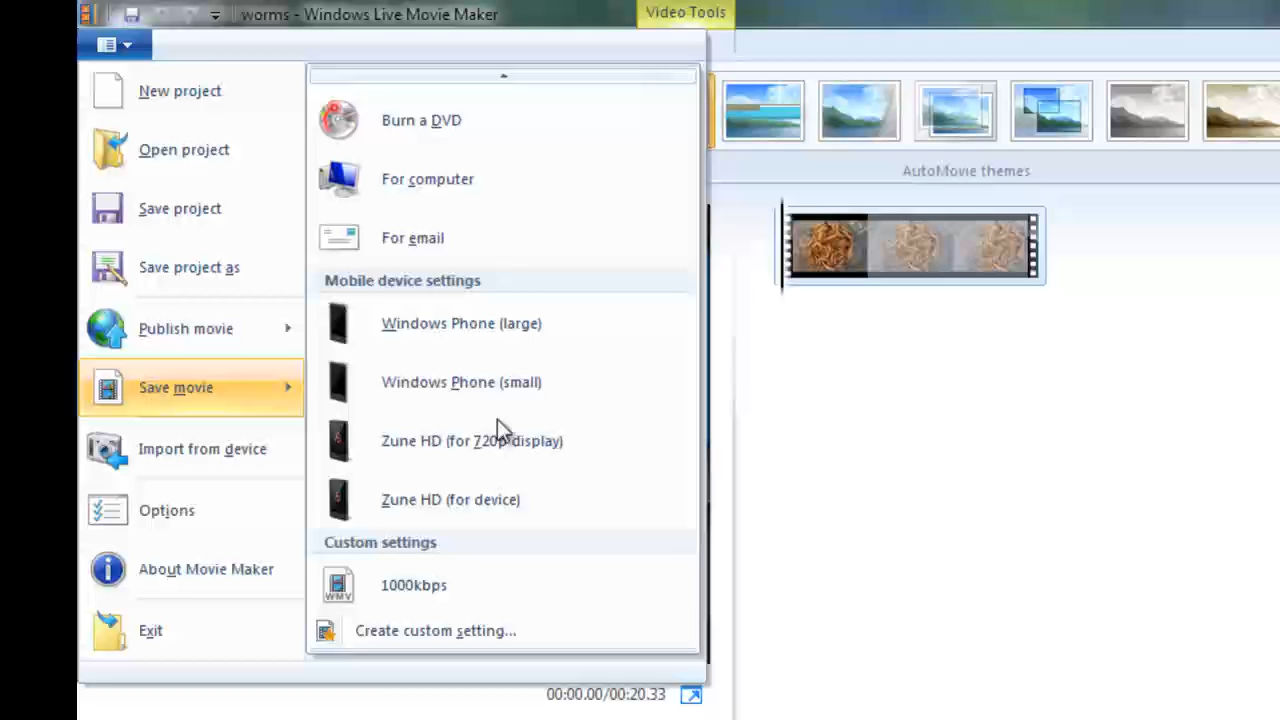 worms - Windows Live Movie Maker
Video Tools
New project
Open project
Save project
Save project as
Publish movie
Save movie
Import from device
Options
About Movie Maker
Exit
Burn a DVD
For computer
For email
Mobile device settings
Windows Phone (large)
Windows Phone (small)
Zune HD (for 720p display)
Zune HD (for device)
Custom settings
WMV
1000kbps
Create custom setting...
AutoMovie themes
00:00.00/00:20.33